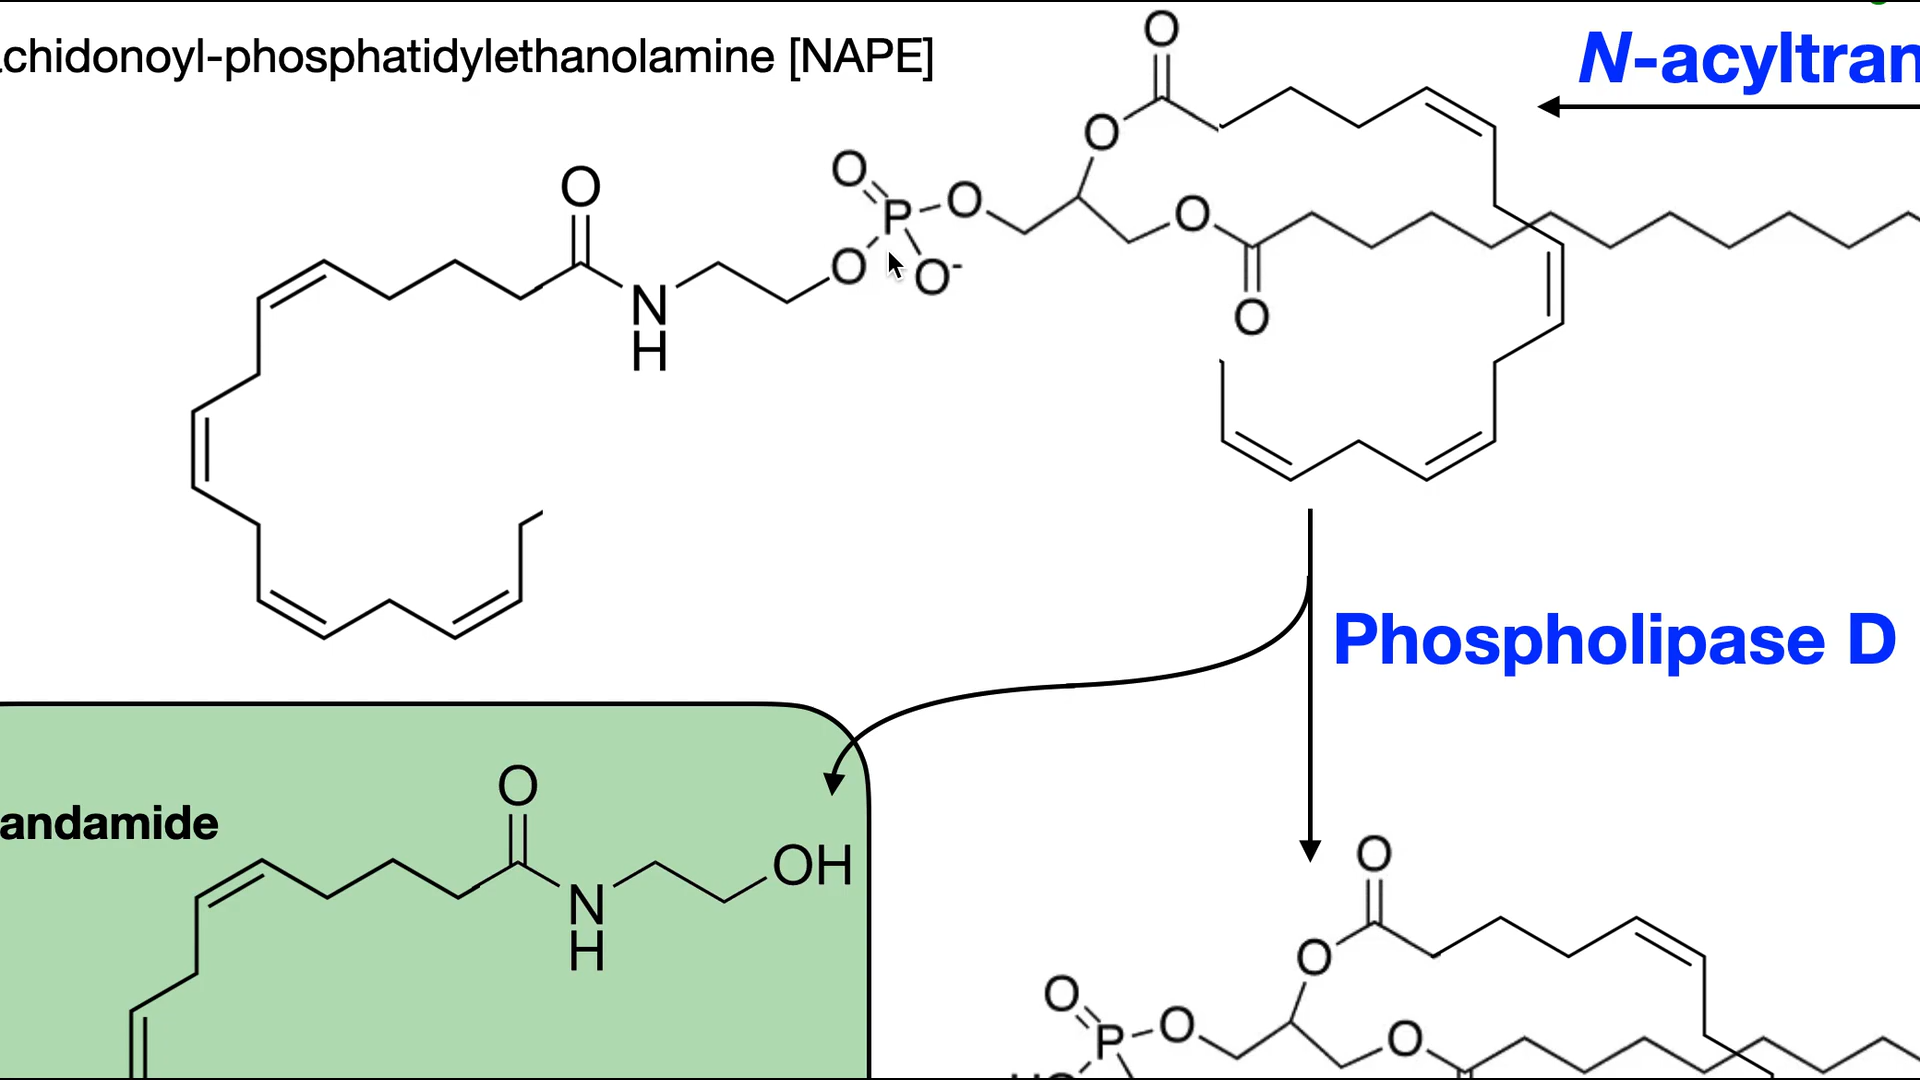 chidonoyl-phosphatidylethanolamine [NAPE]
N-acyltran
O
O
O
P
O
O
O
O
O-
N
H
O
Phospholipase D
andamide
O
OH
N
H
O
O
O
P
O
O